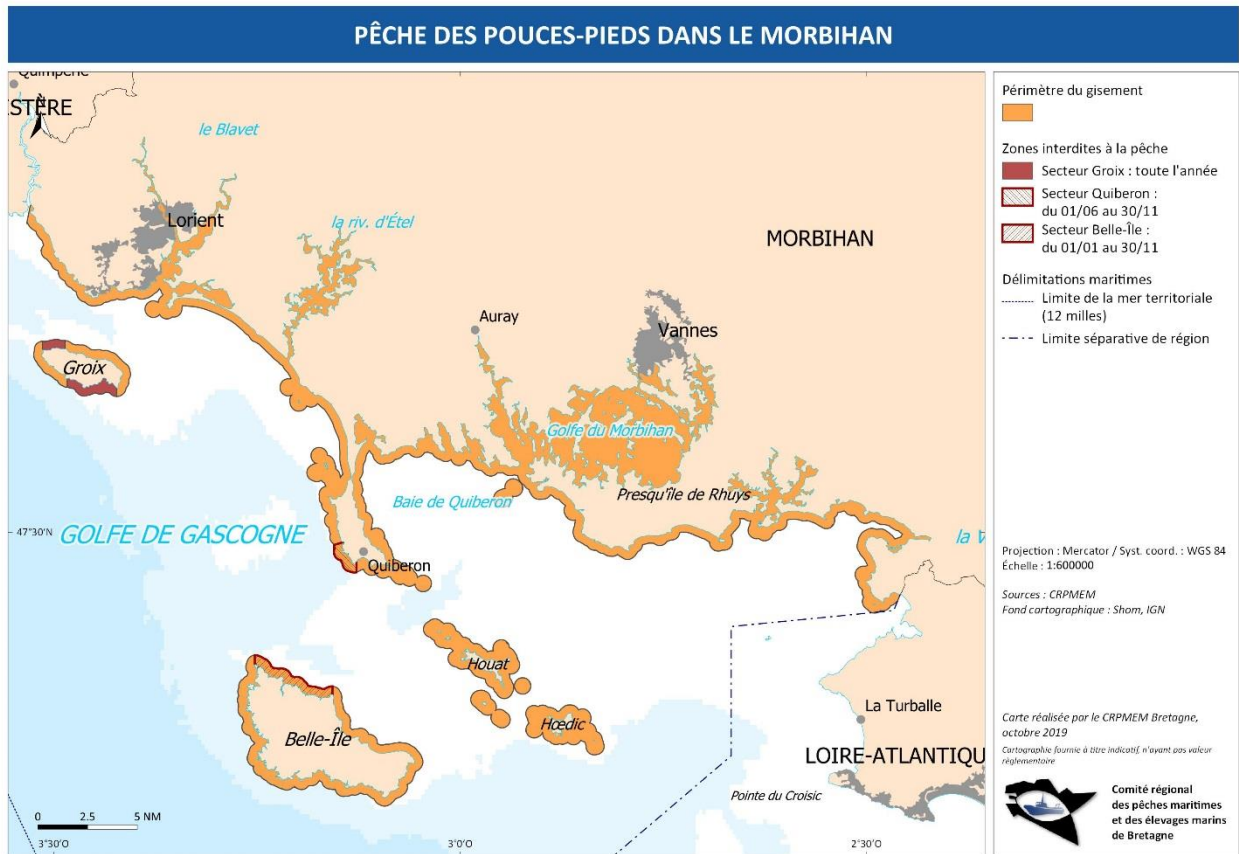 PÊCHE DES POUCES-PIEDS DANS LE MORBIHAN
Quimperlé
ISTÈRE
le Blavet
Lorient
la riv. d'Étel
MORBIHAN
Auray
Vannes
Groix
Golfe du Morbihan
Presqu'île de Rhuys
Baie de Quiberon
47°30'N
GOLFE DE GASCOGNE
la V
Quiberon
Houat
Hœdic
Belle-Île
La Turballe
LOIRE-ATLANTIQU
Pointe du Croisic
0 2.5 5 NM
3°30'0
3°0'0
2°30'0
Périmètre du gisement
Zones interdites à la pêche
Secteur Groix : toute l'année
Secteur Quiberon :
du 01/06 au 30/11
Secteur Belle-Île :
du 01/01 au 30/11
Délimitations maritimes
Limite de la mer territoriale
(12 milles)
Limite séparative de région
Projection : Mercator / Syst. coord. : WGS 84
Échelle : 1:600000
Sources : CRPMEM
Fond cartographique : Shom, IGN
Carte réalisée par le CRPMEM Bretagne,
octobre 2019
Cartographie fournie à titre indicatif, n'ayant pas valeur
règlementaire
Comité régional
des pêches maritimes
et des élevages marins
de Bretagne